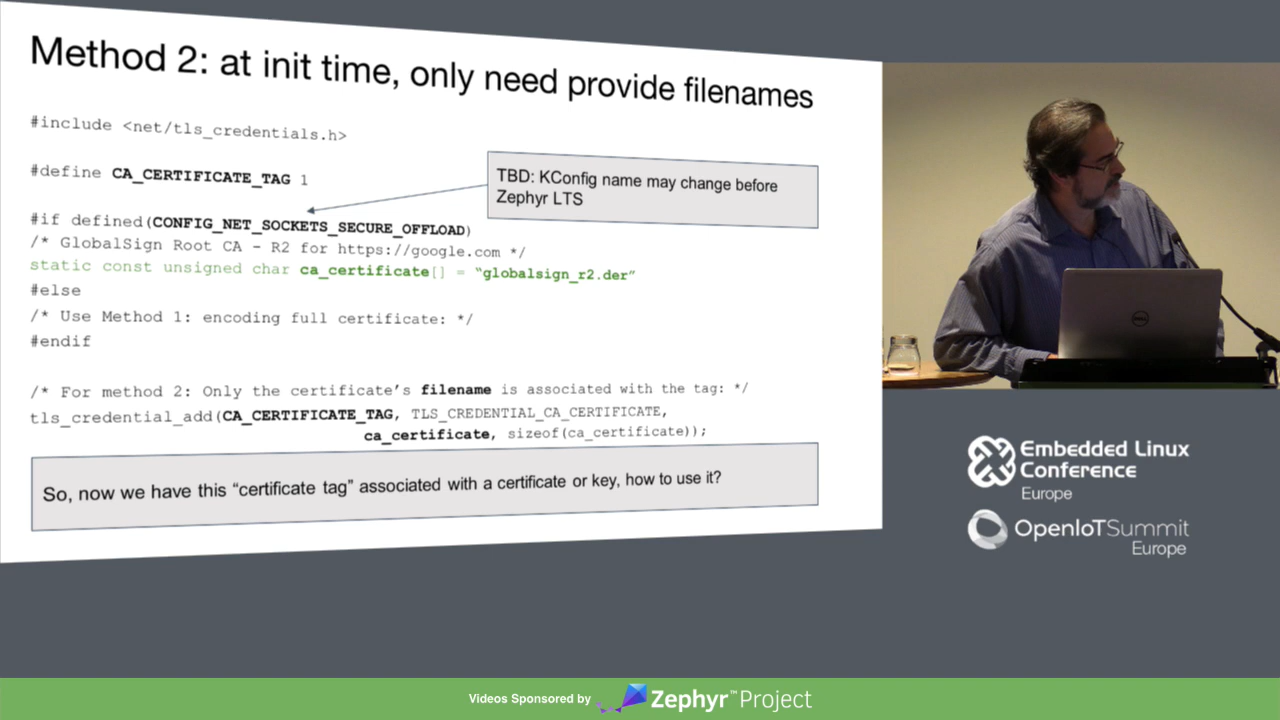 Method 2: at init time, only need provide filenames
#include <net/tls_credentials.h>
#define CA_CERTIFICATE_TAG 1
TBD: KConfig name may change before
Zephyr LTS
#if defined(CONFIG_NET_SOCKETS_SECURE_OFFLOAD)
/* GlobalSign Root CA - R2 for https://google.com */
static const unsigned char ca_certificate[] = “globalsign_r2.der”
#else
/* Use Method 1: encoding full certificate: */
#endif
/* For method 2: Only the certificate’s filename is associated with the tag: */
tls_credential_add(CA_CERTIFICATE_TAG, TLS_CREDENTIAL_CA_CERTIFICATE,
ca_certificate, sizeof(ca_certificate));
So, now we have this “certificate tag” associated with a certificate or key, how to use it?
DELL
Embedded Linux
Conference
Europe
OpenIoTSummit
Europe
Videos Sponsored by Zephyr™Project